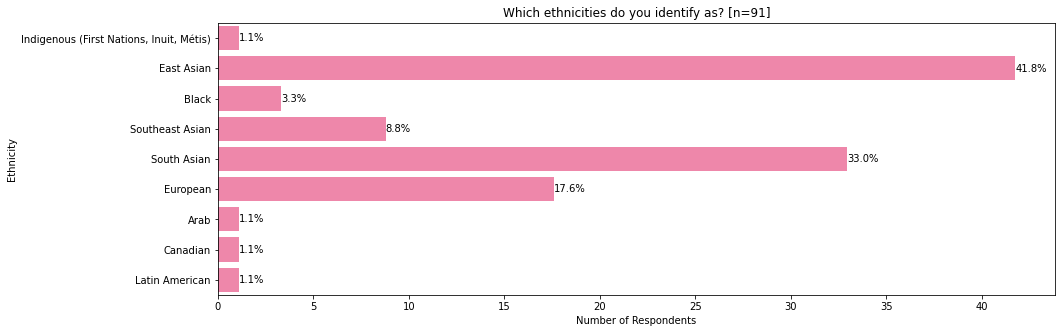 Which ethnicities do you identify as? [n=91]
Indigenous (First Nations, Inuit, Métis) 1.1%
East Asian 41.8%
Black 3.3%
Southeast Asian 8.8%
South Asian 33.0%
European 17.6%
Arab 1.1%
Canadian 1.1%
Latin American 1.1%
Ethnicity
0 5 10 15 20 25 30 35 40
Number of Respondents